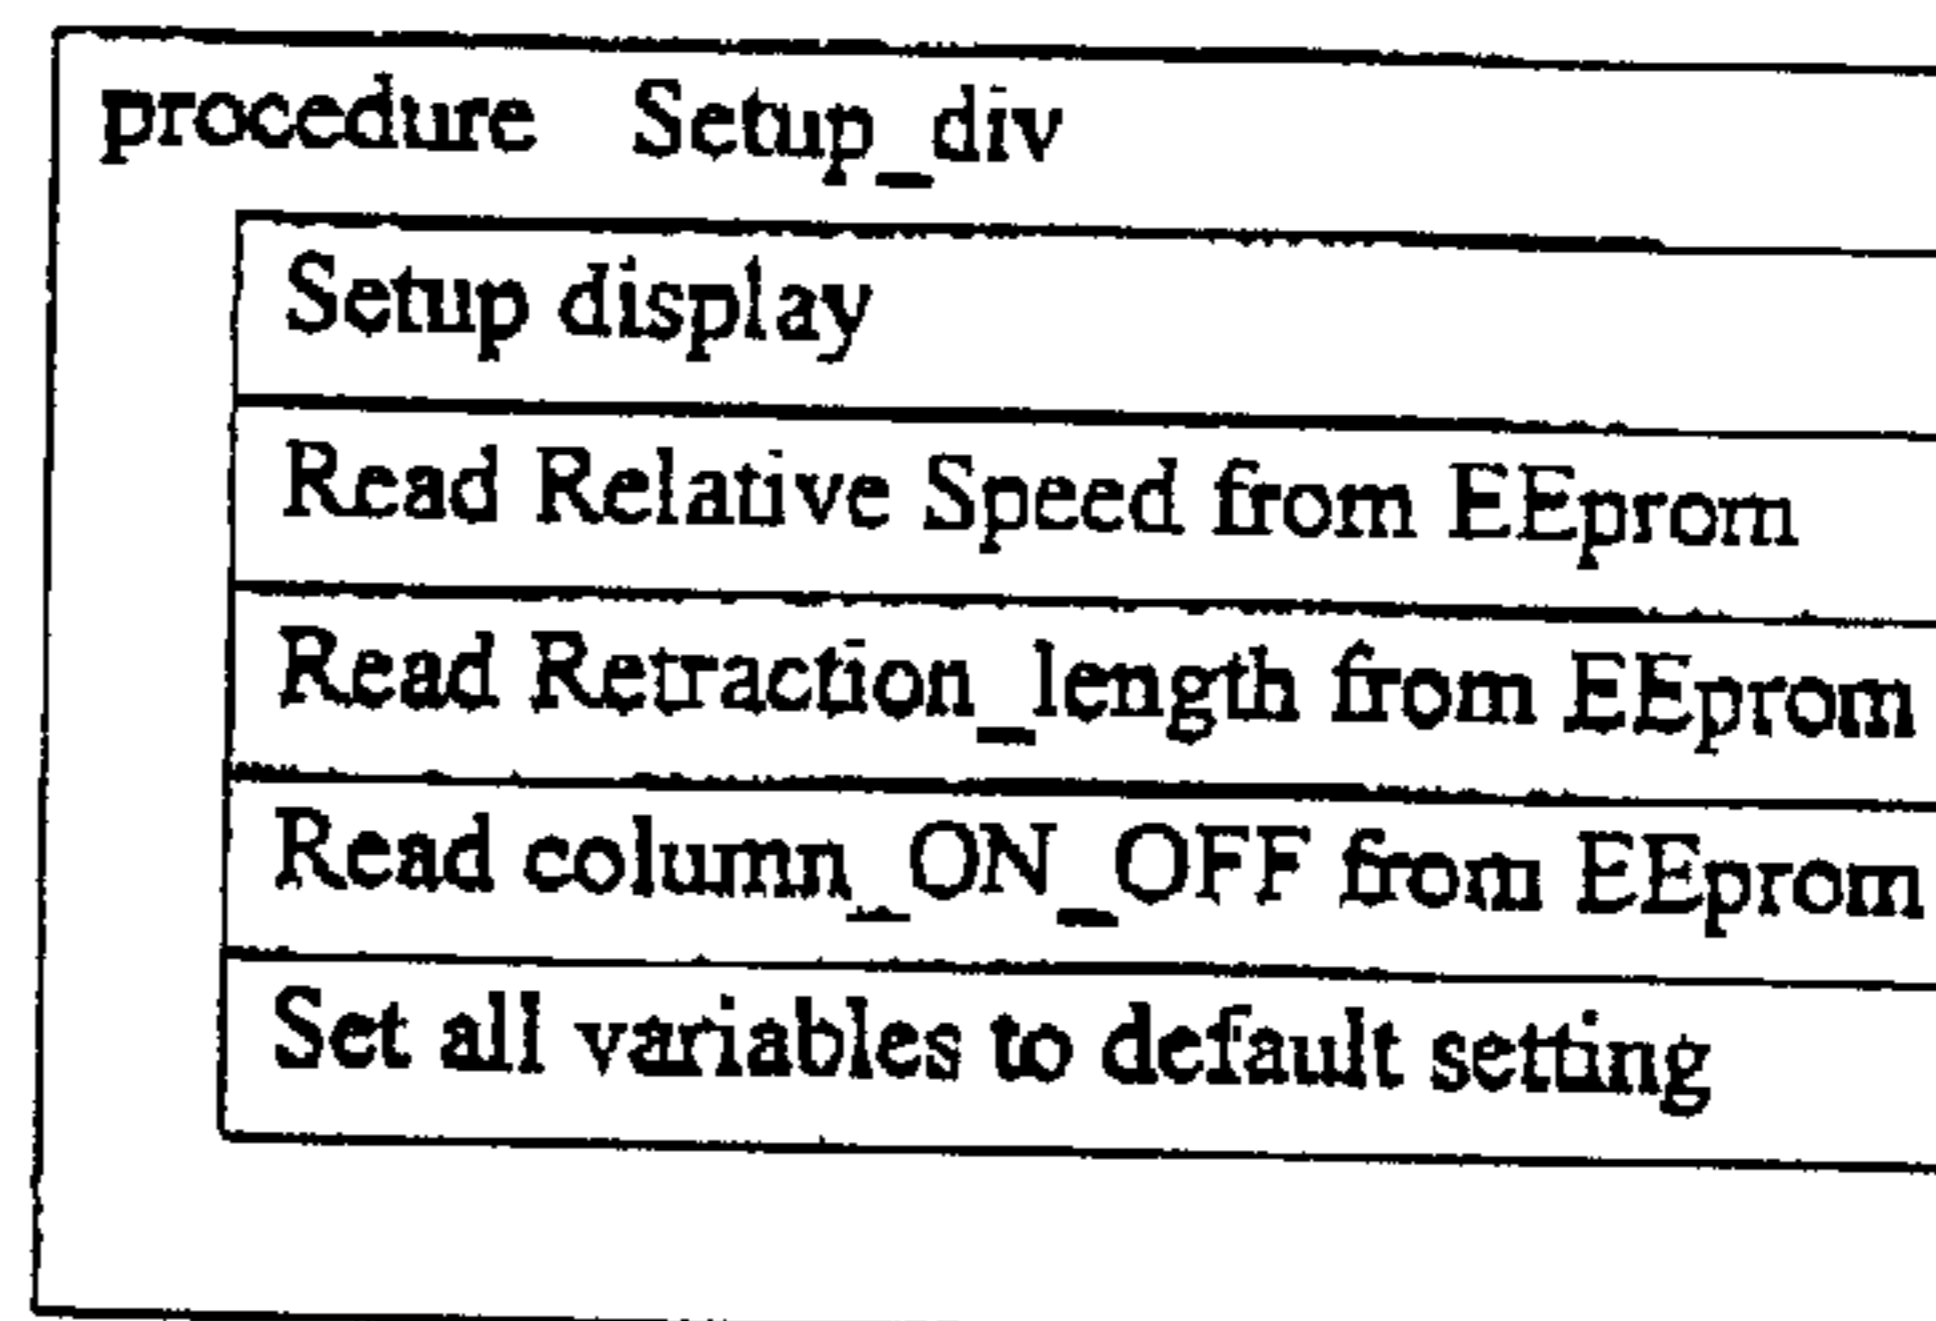 procedure Setup_div
Setup display
Read Relative Speed from EEprom
Read Retraction_length from EEprom
Read column_ON_OFF from EEprom
Set all variables to default setting